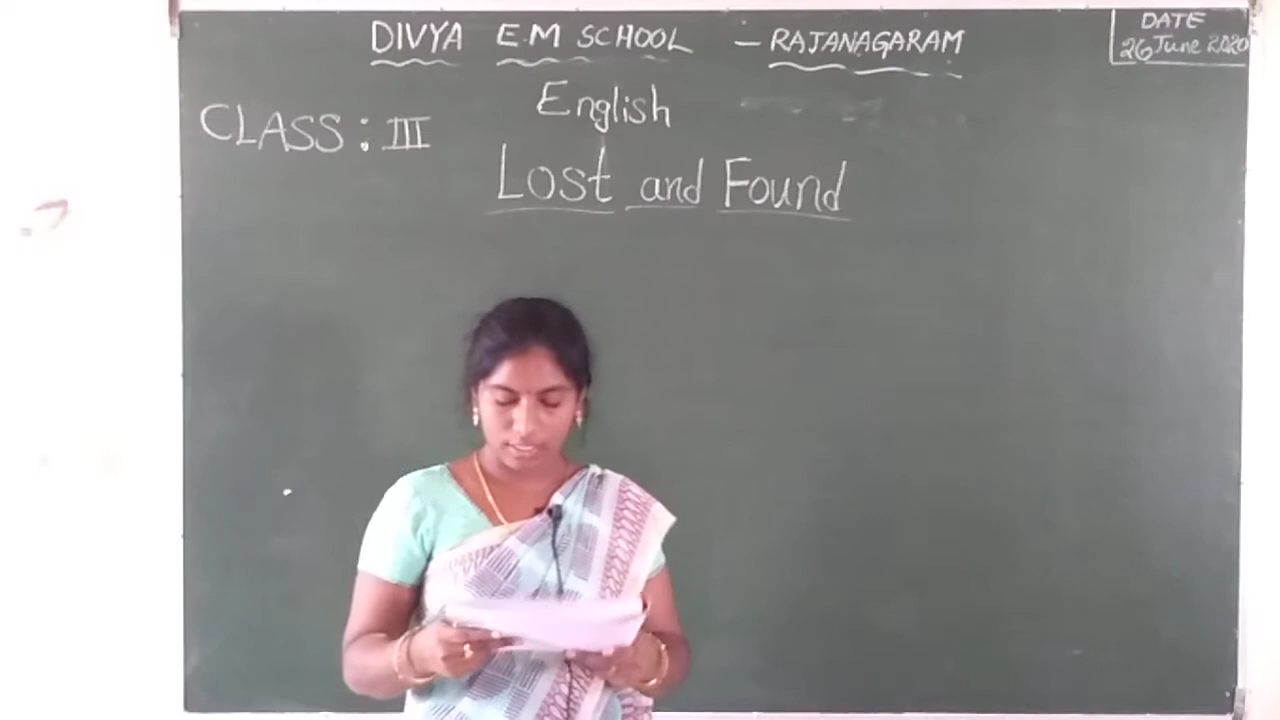 DIVYA E.M SCHOOL - RAJANAGARAM
DATE
26 June 2020
English
CLASS : III
Lost and Found